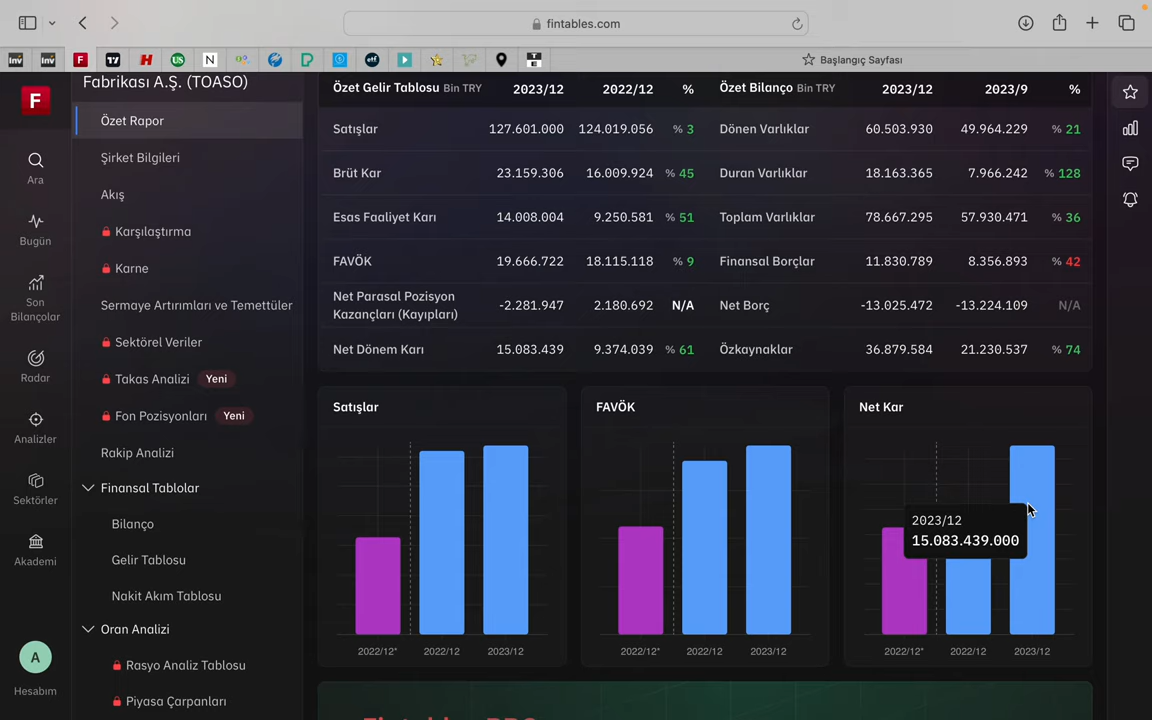 fintables.com
Inv
Inv
F
H
US
N
P
eff
TE
Başlangıç Sayfası
F
Ara
Bugün
Son
Bilançolar
Radar
Analizler
Sektörler
Akademi
A
Hesabım
Fabrikası A.Ş. (TOASO)
Özet Rapor
Şirket Bilgileri
Akış
Karşılaştırma
Karne
Sermaye Artırımları ve Temettüler
Sektörel Veriler
Takas Analizi Yeni
Fon Pozisyonları Yeni
Rakip Analizi
Finansal Tablolar
Bilanço
Gelir Tablosu
Nakit Akım Tablosu
Oran Analizi
Rasyo Analiz Tablosu
Piyasa Çarpanları
Özet Gelir Tablosu Bin TRY 2023/12 2022/12 %
Satışlar 127.601.000 124.019.056 % 3
Brüt Kar 23.159.306 16.009.924 % 45
Esas Faaliyet Karı 14.008.004 9.250.581 % 51
FAVÖK 19.666.722 18.115.118 % 9
Net Parasal Pozisyon
Kazançları (Kayıpları) -2.281.947 2.180.692 N/A
Net Dönem Karı 15.083.439 9.374.039 % 61
Özet Bilanço Bin TRY 2023/12 2023/9 %
Dönen Varlıklar 60.503.930 49.964.229 % 21
Duran Varlıklar 18.163.365 7.966.242 % 128
Toplam Varlıklar 78.667.295 57.930.471 % 36
Finansal Borçlar 11.830.789 8.356.893 % 42
Net Borç -13.025.472 -13.224.109 N/A
Özkaynaklar 36.879.584 21.230.537 % 74
Satışlar
2022/12* 2022/12 2023/12
FAVÖK
2022/12* 2022/12 2023/12
Net Kar
2023/12
15.083.439.000
2022/12* 2022/12 2023/12